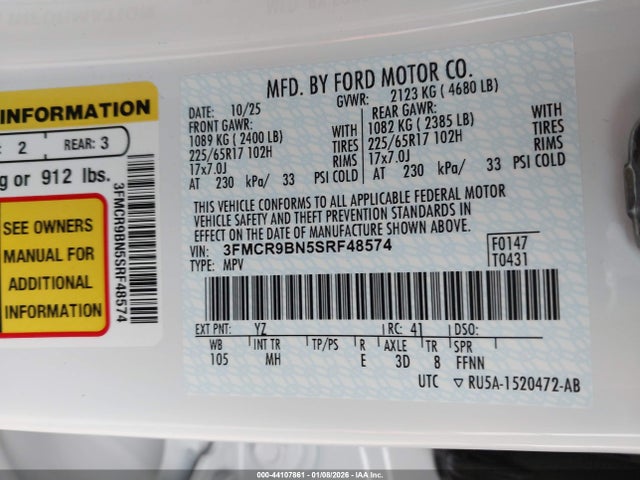 INFORMATION
: 2 REAR: 3
g or 912 lbs.
SEE OWNERS
MANUAL FOR
ADDITIONAL
INFORMATION
3FMCR9BN5SRF48574
MFD. BY FORD MOTOR CO.
DATE: 10/25 GVWR: 2123 KG ( 4680 LB)
FRONT GAWR: REAR GAWR:
1089 KG ( 2400 LB) WITH 1082 KG ( 2385 LB) WITH
225/65R17 102H TIRES 225/65R17 102H TIRES
17x7.0J RIMS 17x7.0J RIMS
AT 230 kPa/ 33 PSI COLD AT 230 kPa/ 33 PSI COLD
THIS VEHICLE CONFORMS TO ALL APPLICABLE FEDERAL MOTOR
VEHICLE SAFETY AND THEFT PREVENTION STANDARDS IN
EFFECT ON THE DATE OF MANUFACTURE SHOWN ABOVE.
VIN: 3FMCR9BN5SRF48574 F0147
TYPE: MPV T0431
EXT PNT: YZ RC: 41 DSO:
WB INT TR TP/PS R AXLE TR SPR
105 MH E 3D 8 FFNN
UTC ▽ RU5A-1520472-AB
000-44107861 - 01/08/2026 - IAAI Inc.